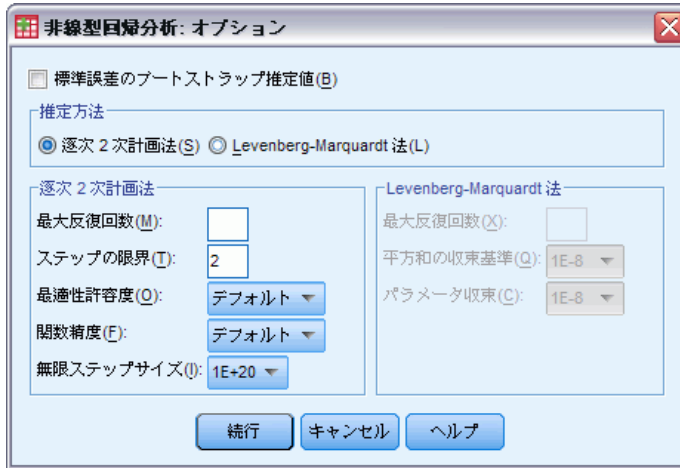 非線型回帰分析: オプション
標準誤差のブートストラップ推定値(B)
推定方法
逐次 2 次計画法(S) Levenberg-Marquardt 法(L)
逐次 2 次計画法
最大反復回数(M):
ステップの限界(T): 2
最適性許容度(O): デフォルト
関数精度(F): デフォルト
無限ステップサイズ(I): 1E+20
Levenberg-Marquardt 法
最大反復回数(X):
平方和の収束基準(Q): 1E-8
パラメータ収束(C): 1E-8
続行 キャンセル ヘルプ